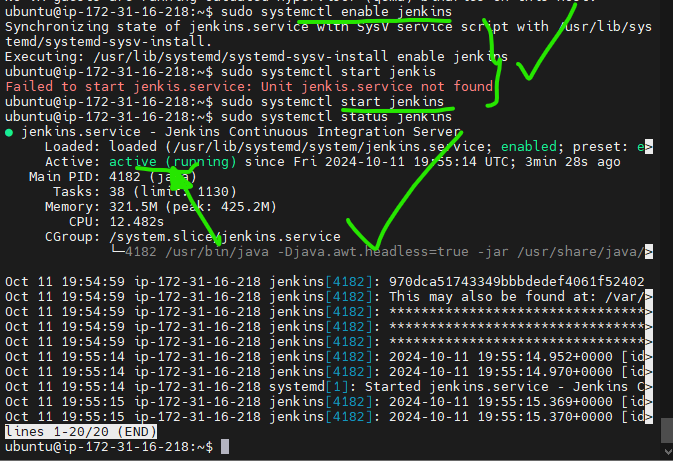 ubuntu@ip-172-31-16-218:~$ sudo systemctl enable jenkins
Synchronizing state of jenkins.service with SysV service script with /usr/lib/sys
temd/systemd-sysv-install.
Executing: /usr/lib/systemd/systemd-sysv-install enable jenkins
ubuntu@ip-172-31-16-218:~$ sudo systemctl start jenkis
Failed to start jenkis.service: Unit jenkis.service not found
ubuntu@ip-172-31-16-218:~$ sudo systemctl start jenkins
ubuntu@ip-172-31-16-218:~$ sudo systemctl status jenkins
● jenkins.service - Jenkins Continuous Integration Server
Loaded: loaded (/usr/lib/systemd/system/jenkins.service; enabled; preset: e>
Active: active (running) since Fri 2024-10-11 19:55:14 UTC; 3min 28s ago
Main PID: 4182 (java)
Tasks: 38 (limit: 1130)
Memory: 321.5M (peak: 425.2M)
CPU: 12.482s
CGroup: /system.slice/jenkins.service
└─4182 /usr/bin/java -Djava.awt.headless=true -jar /usr/share/java/>
Oct 11 19:54:59 ip-172-31-16-218 jenkins[4182]: 970dca51743349bbbdedef4061f52402
Oct 11 19:54:59 ip-172-31-16-218 jenkins[4182]: This may also be found at: /var/>
Oct 11 19:54:59 ip-172-31-16-218 jenkins[4182]: ********************************>
Oct 11 19:54:59 ip-172-31-16-218 jenkins[4182]: ********************************>
Oct 11 19:54:59 ip-172-31-16-218 jenkins[4182]: ********************************>
Oct 11 19:55:14 ip-172-31-16-218 jenkins[4182]: 2024-10-11 19:55:14.952+0000 [id>
Oct 11 19:55:14 ip-172-31-16-218 jenkins[4182]: 2024-10-11 19:55:14.970+0000 [id>
Oct 11 19:55:14 ip-172-31-16-218 systemd[1]: Started jenkins.service - Jenkins C>
Oct 11 19:55:15 ip-172-31-16-218 jenkins[4182]: 2024-10-11 19:55:15.369+0000 [id>
Oct 11 19:55:15 ip-172-31-16-218 jenkins[4182]: 2024-10-11 19:55:15.370+0000 [id>
lines 1-20/20 (END)
ubuntu@ip-172-31-16-218:~$